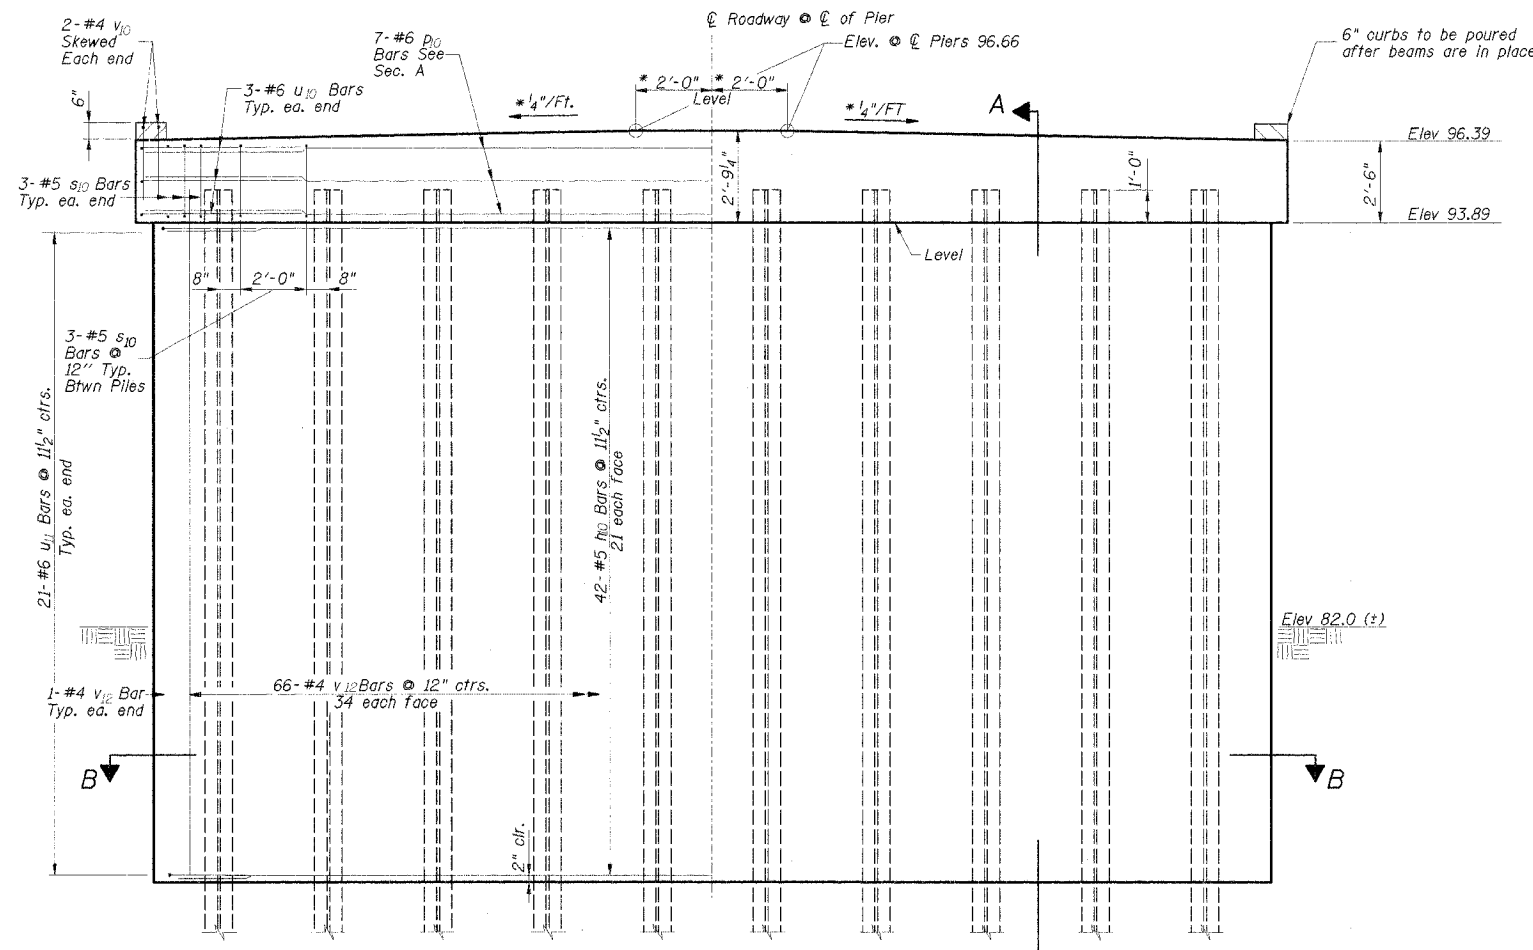 2-#4 v10
Skewed
Each end
6"
3-#6 u10 Bars
Typ. ea. end
7-#6 p10
Bars See
Sec. A
℄ Roadway @ ℄ of Pier
Elev. @ ℄ Piers 96.66
* 2'-0" * 2'-0"
Level
* 1/4"/Ft.
* 1/4"/FT
A
6" curbs to be poured
after beams are in place
Elev 96.39
2'-9 1/4"
1'-0"
2'-6"
3-#5 s10 Bars
Typ. ea. end
Elev 93.89
Level
8" 2'-0" 8"
3-#5 s10
Bars @
12" Typ.
Btwn Piles
21-#6 u11 Bars @ 11 1/2" ctrs.
Typ. ea. end
42-#5 h10 Bars @ 11 1/2" ctrs.
21 each face
Elev 82.0 (±)
1-#4 v12 Bar
Typ. ea. end
66-#4 v12 Bars @ 12" ctrs.
34 each face
B
B
2" clr.